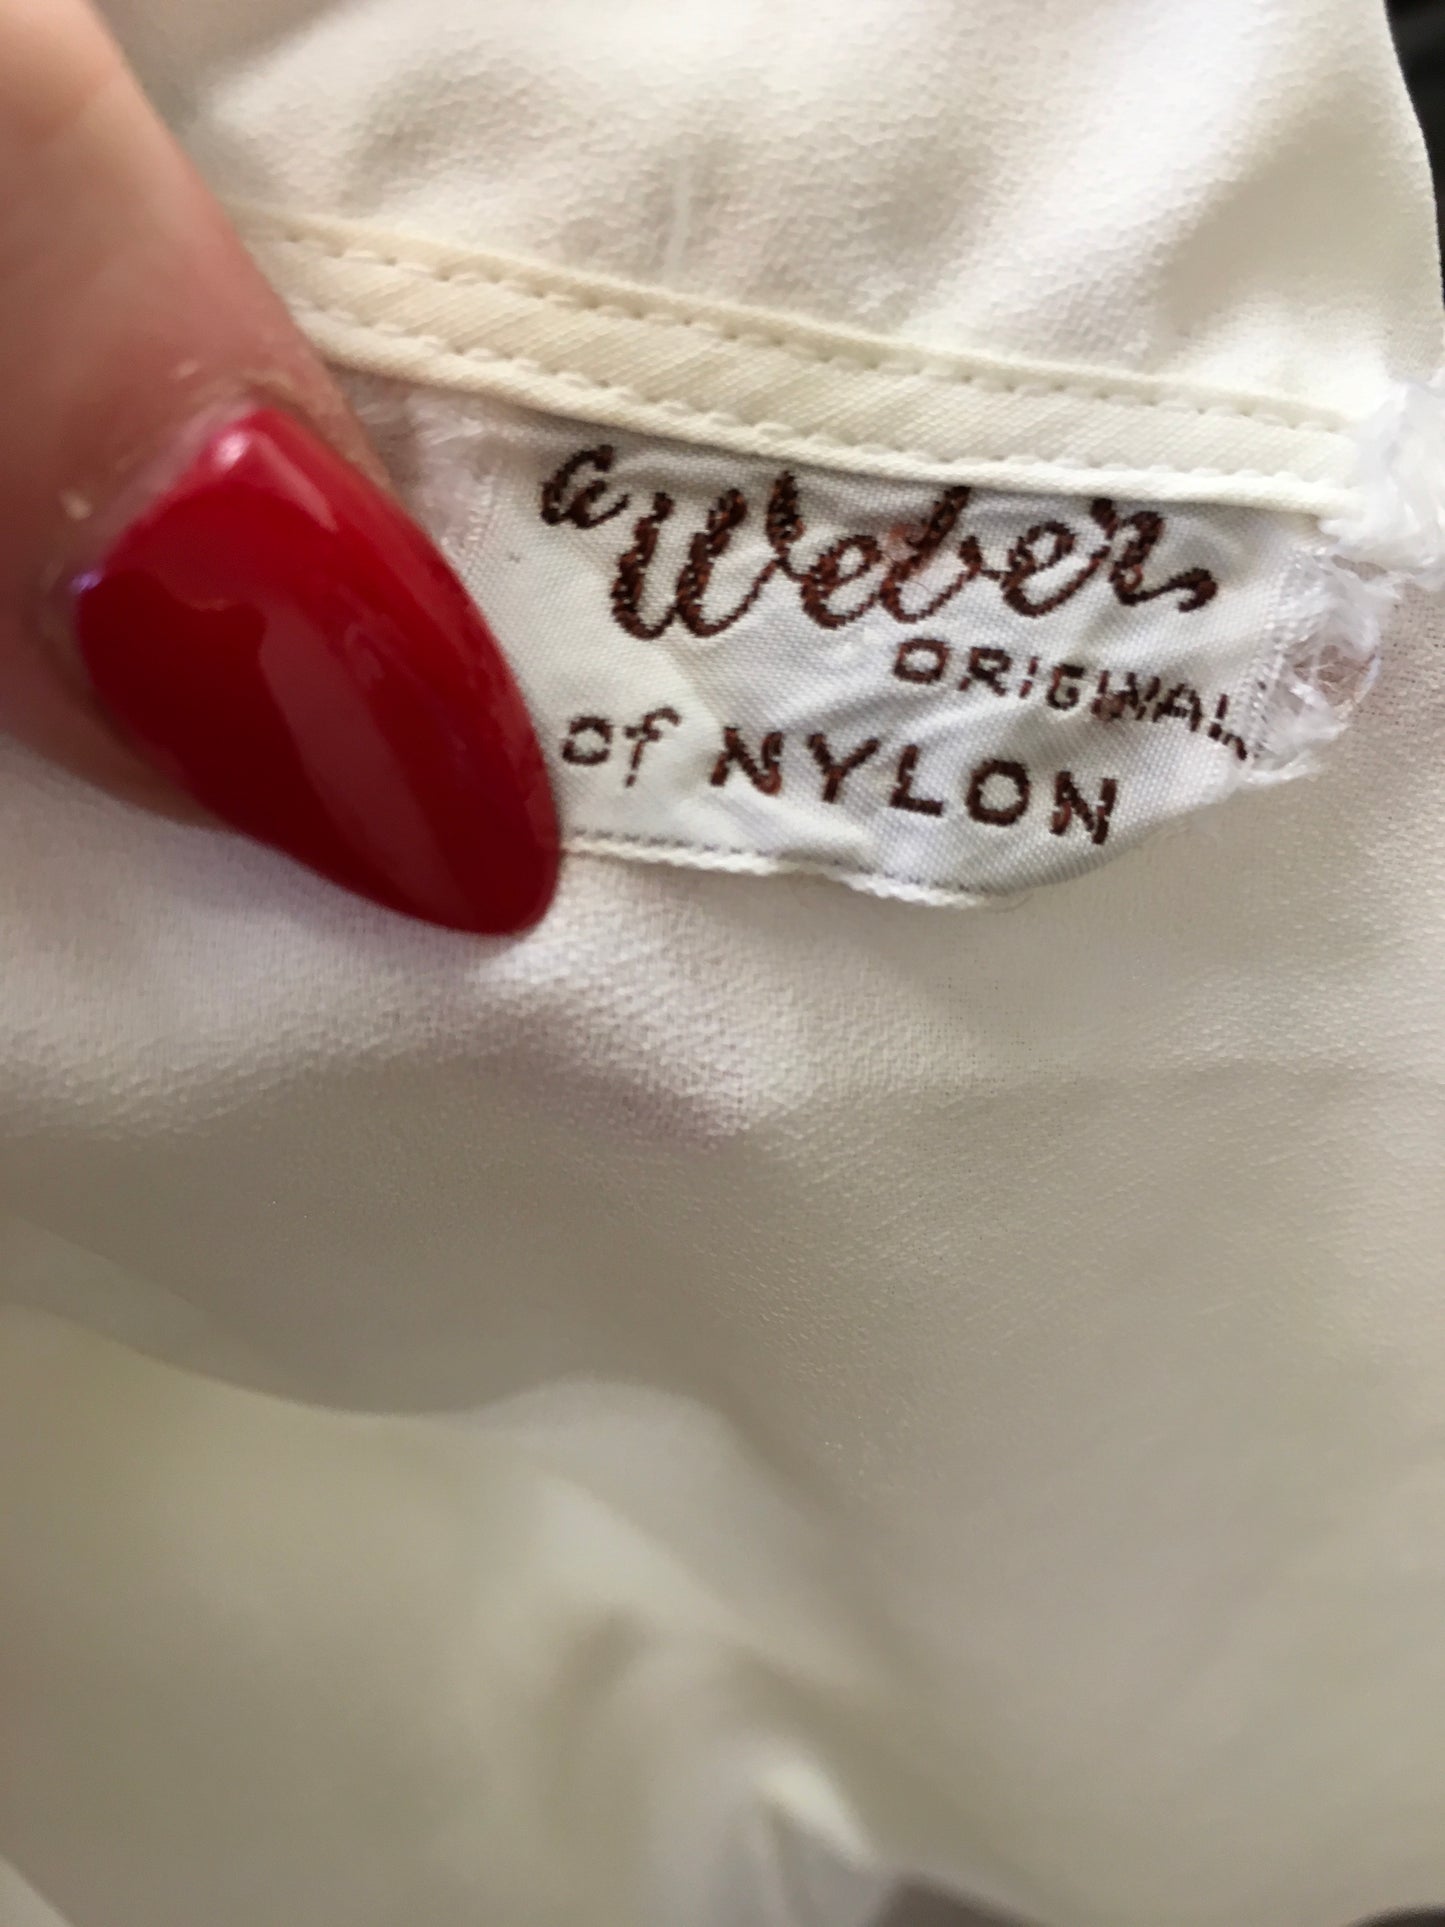 a Weber
ORIGINAL
of NYLON